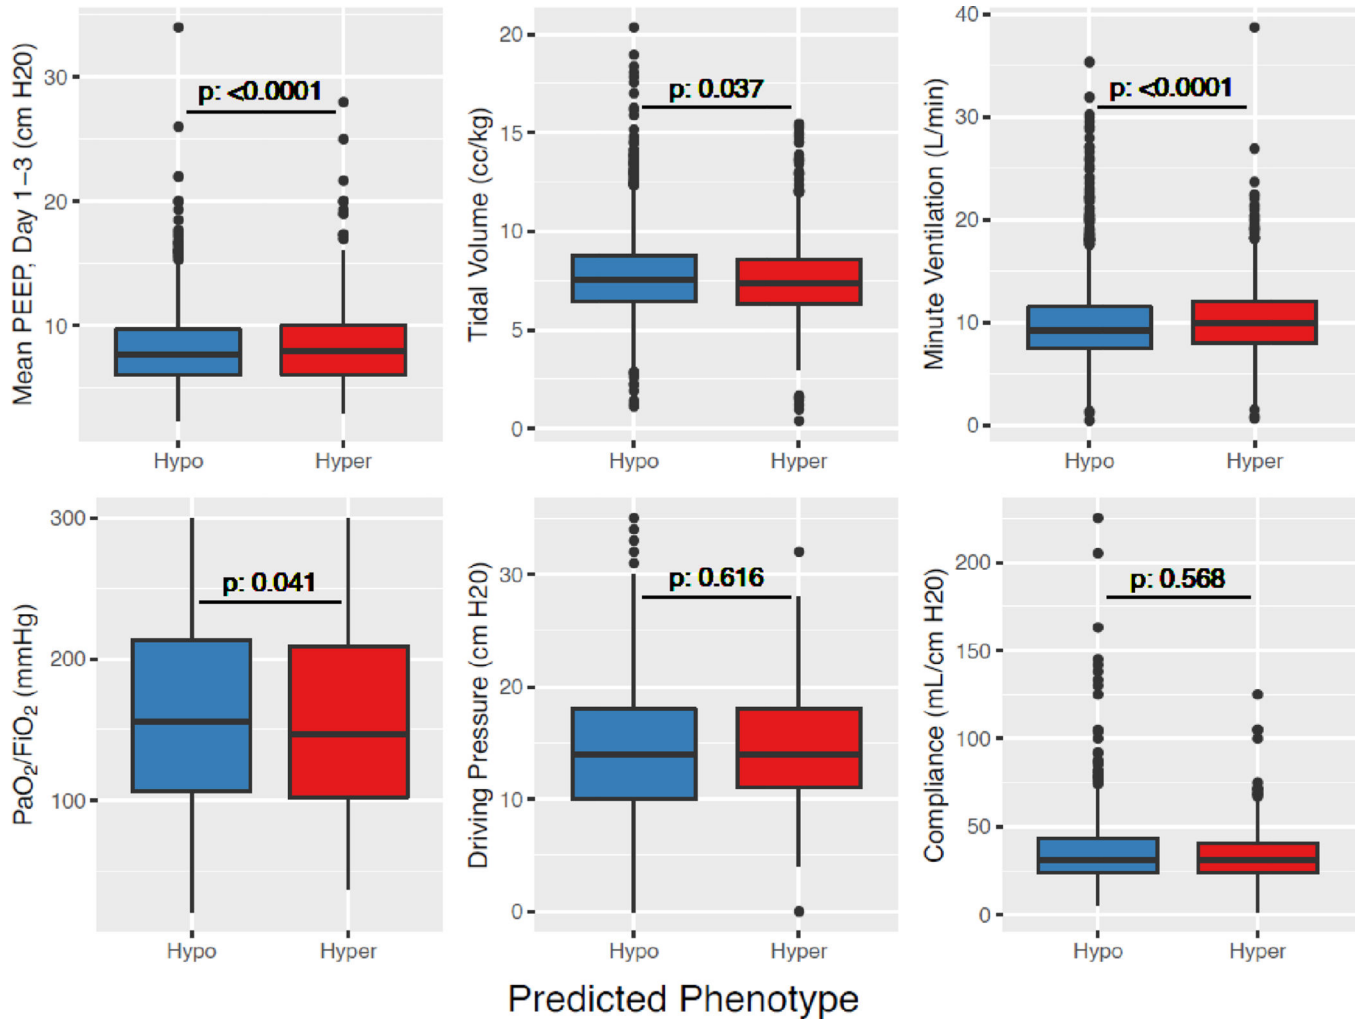 Mean PEEP, Day 1−3 (cm H20)
30
20
10
p: <0.0001
Hypo Hyper
Tidal Volume (cc/kg)
20
15
10
5
0
p: 0.037
Hypo Hyper
Minute Ventilation (L/min)
40
30
20
10
0
p: <0.0001
Hypo Hyper
PaO₂/FiO₂ (mmHg)
300
200
100
p: 0.041
Hypo Hyper
Driving Pressure (cm H20)
30
20
10
0
p: 0.616
Hypo Hyper
Compliance (mL/cm H20)
200
150
100
50
0
p: 0.568
Hypo Hyper
Predicted Phenotype